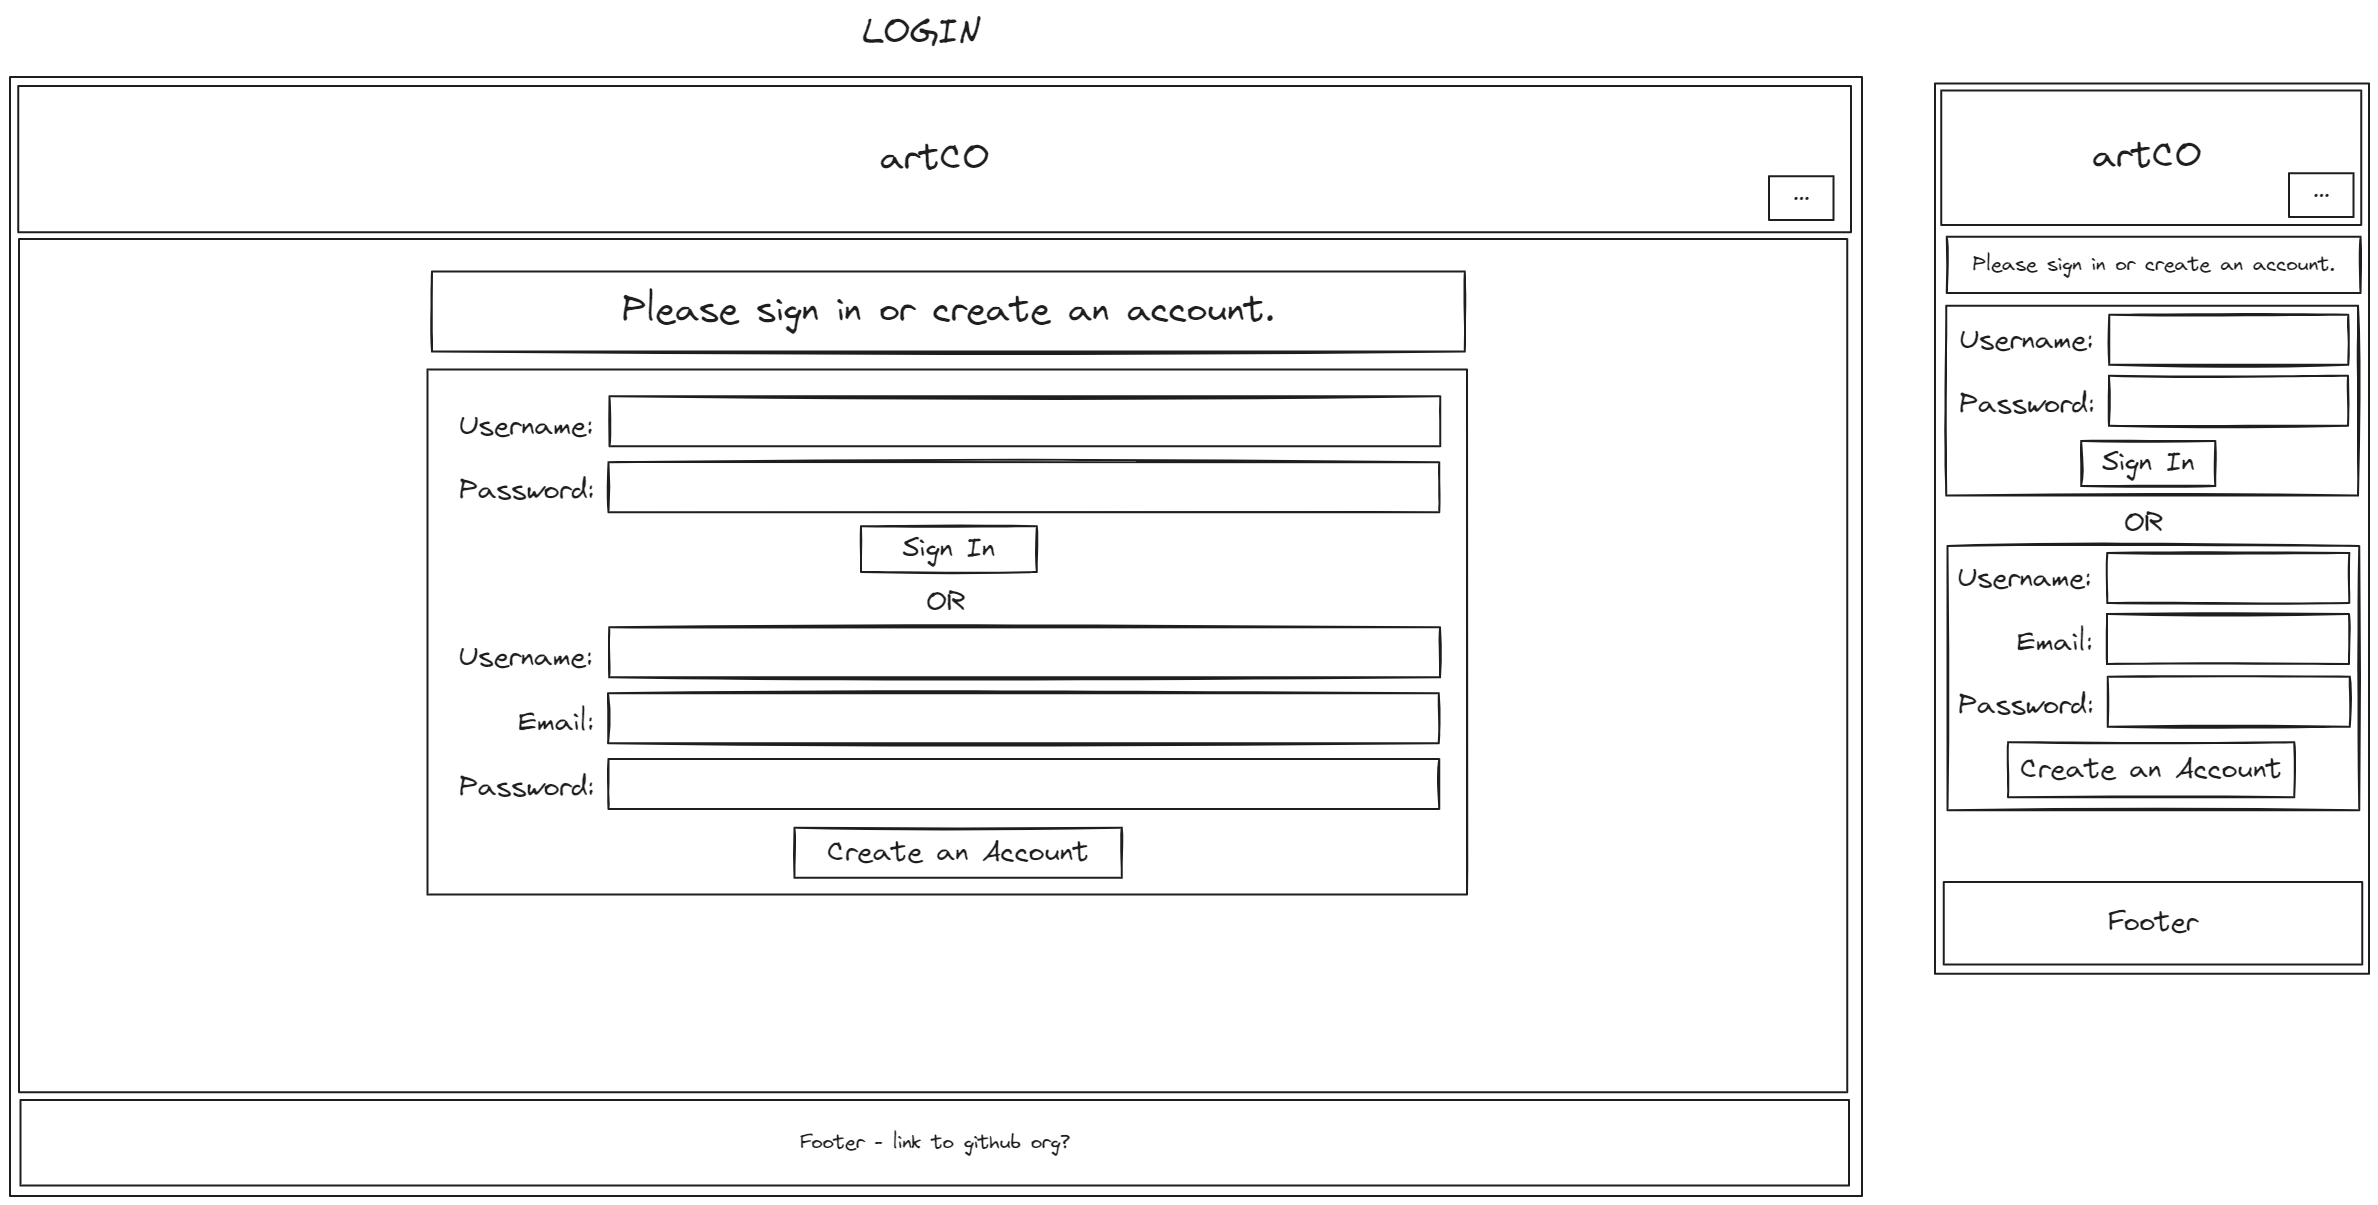 LOGIN
artCO
...
Please sign in or create an account.
Username:
Password:
Sign In
OR
Username:
Email:
Password:
Create an Account
Footer - link to github org?
artCO
...
Please sign in or create an account.
Username:
Password:
Sign In
OR
Username:
Email:
Password:
Create an Account
Footer